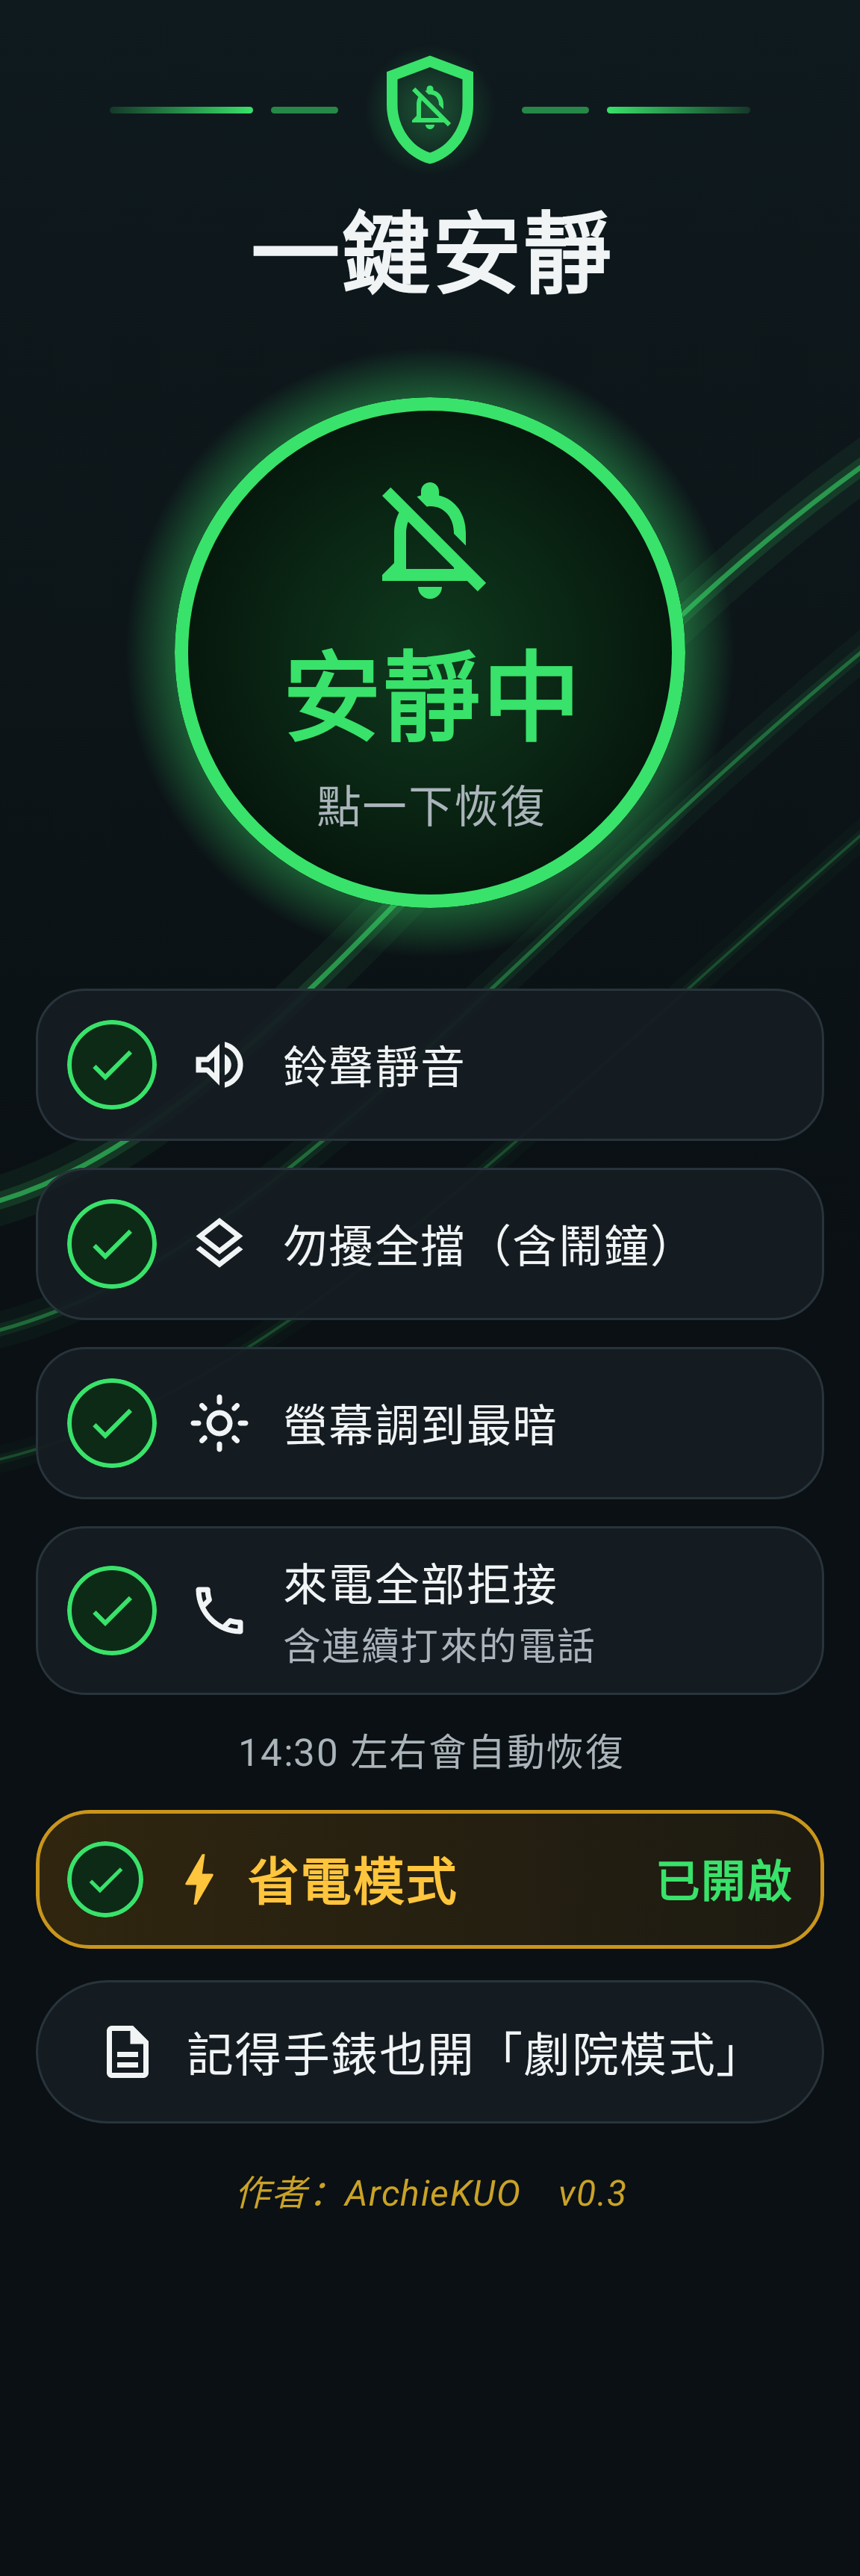 一鍵安靜
安靜中
點一下恢復
鈴聲靜音
勿擾全擋（含鬧鐘）
螢幕調到最暗
來電全部拒接
含連續打來的電話
14:30 左右會自動恢復
省電模式 已開啟
記得手錶也開「劇院模式」
作者：ArchieKUO v0.3